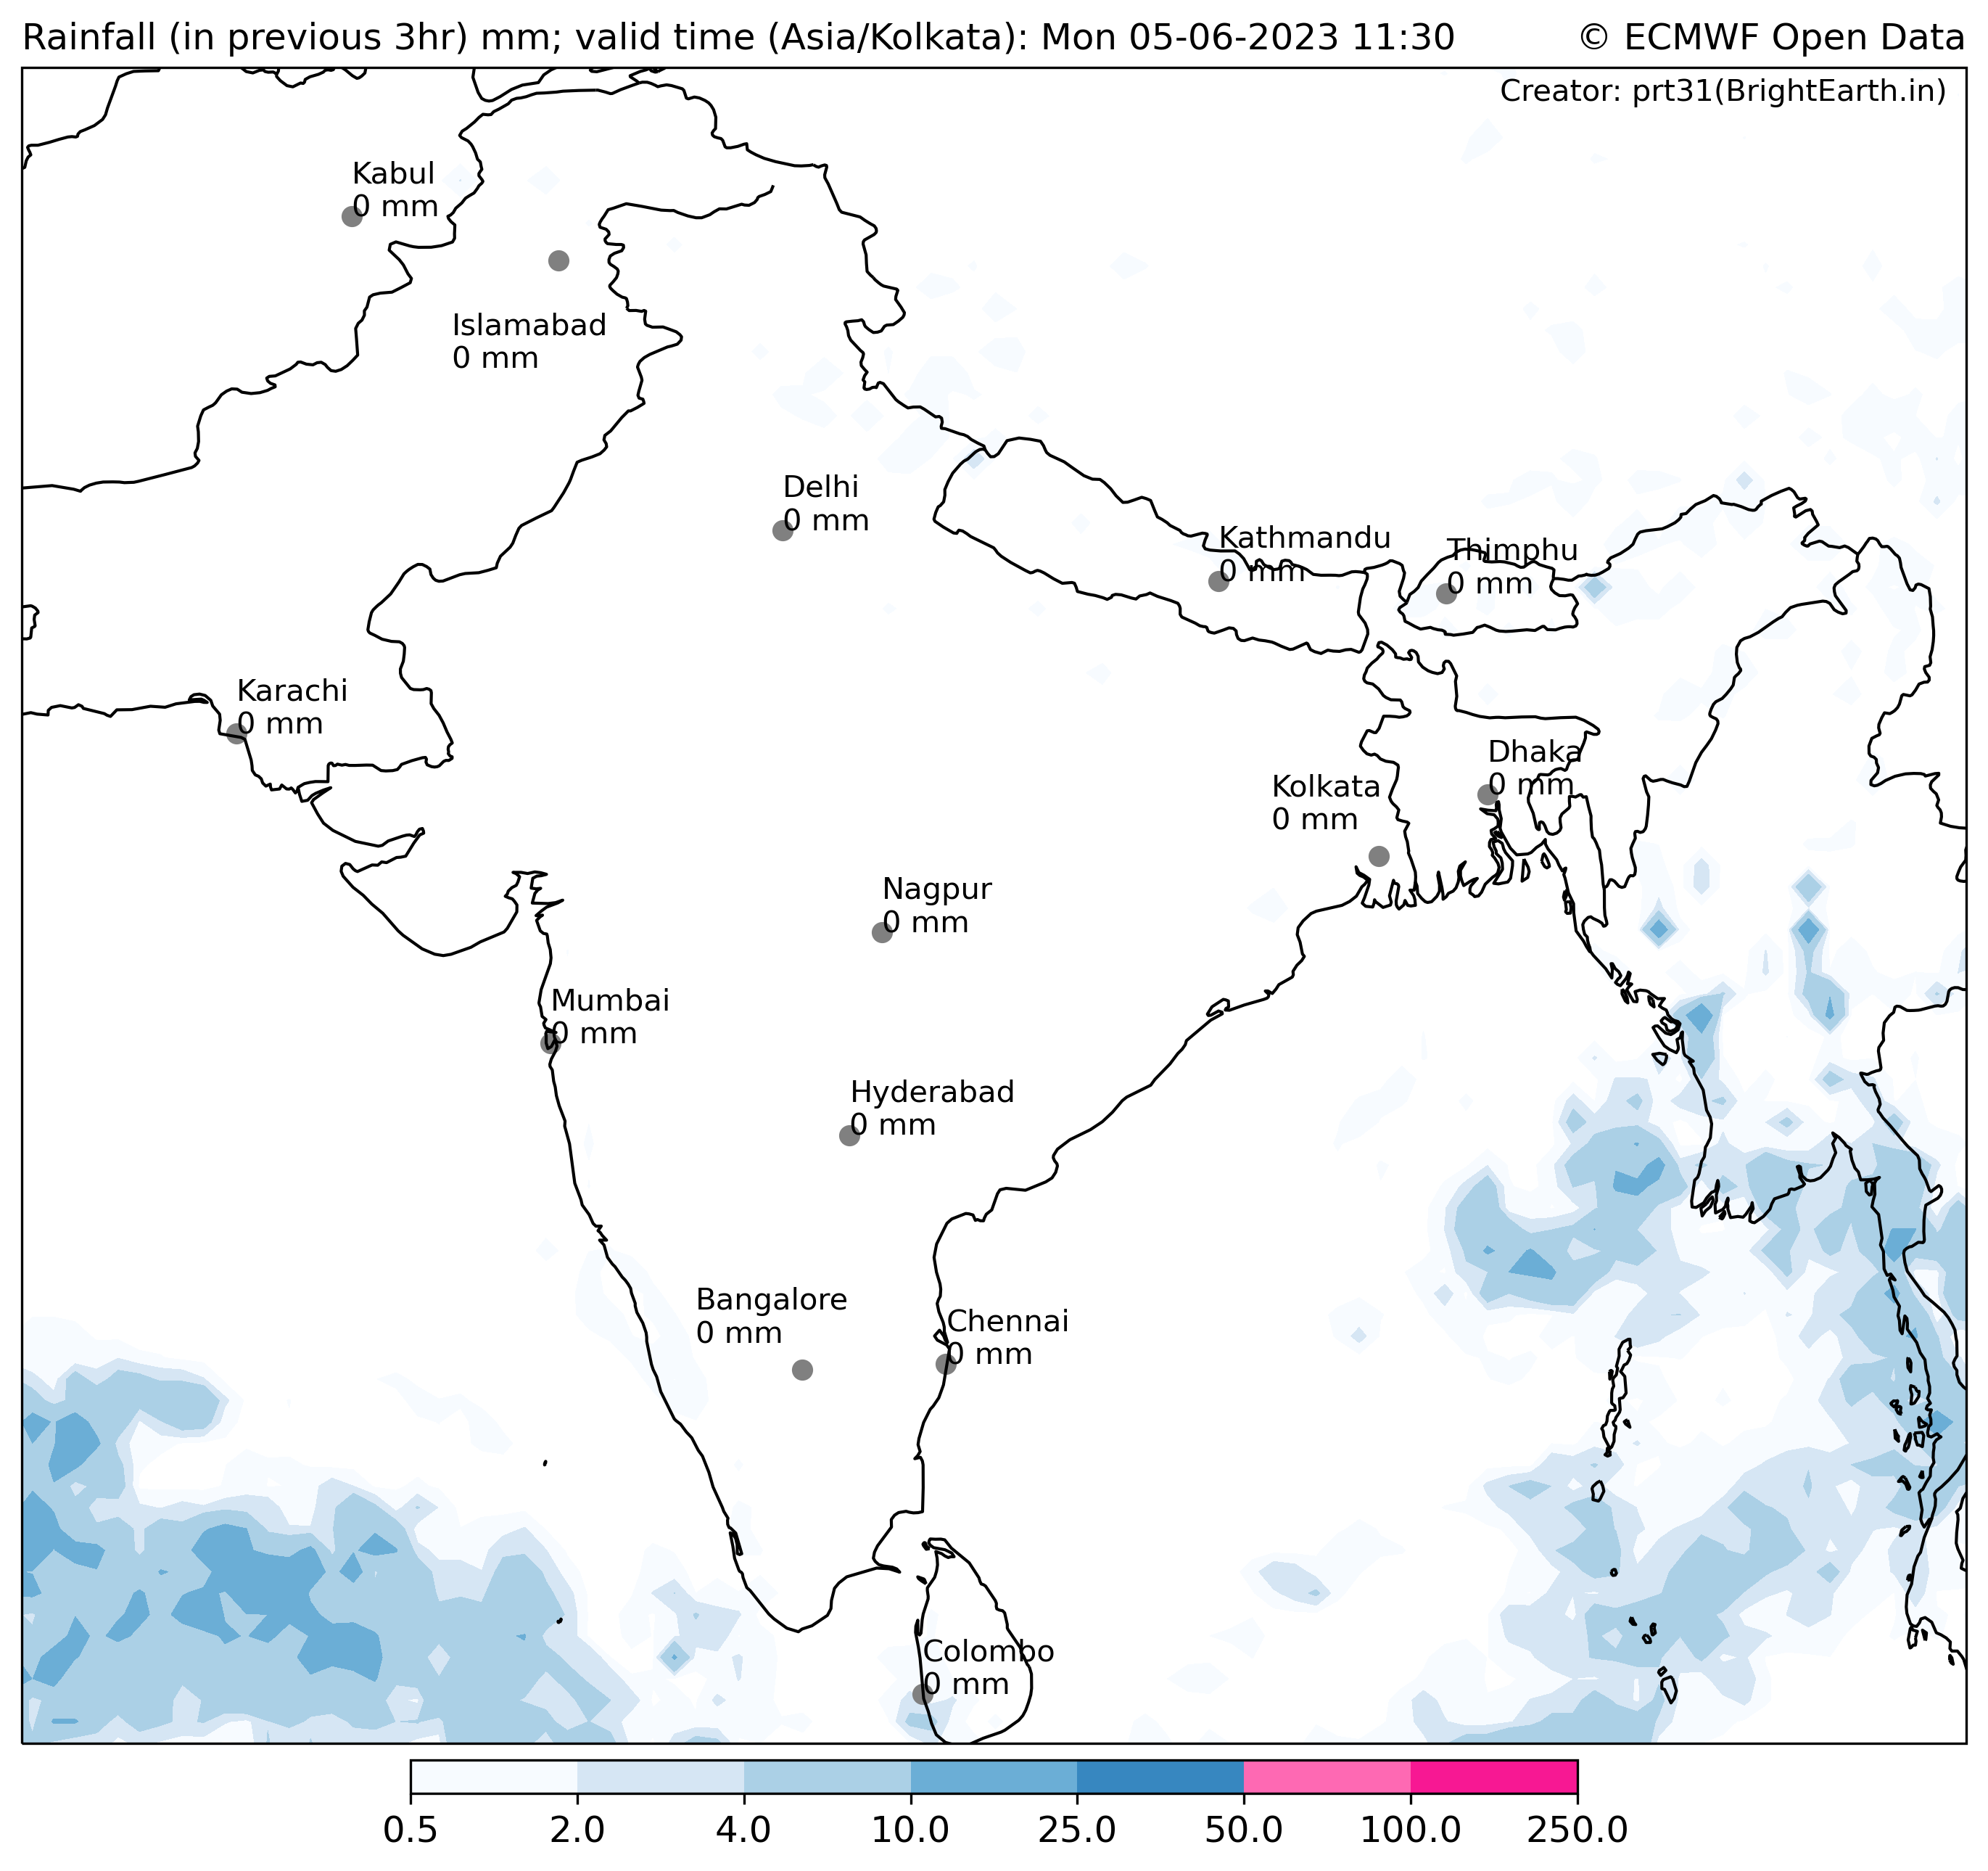 Rainfall (in previous 3hr) mm; valid time (Asia/Kolkata): Mon 05-06-2023 11:30
© ECMWF Open Data
Creator: prt31(BrightEarth.in)
Kabul
0 mm
Islamabad
0 mm
Delhi
0 mm
Kathmandu
0 mm
Thimphu
0 mm
Karachi
0 mm
Dhaka
0 mm
Kolkata
0 mm
Nagpur
0 mm
Mumbai
0 mm
Hyderabad
0 mm
Bangalore
0 mm
Chennai
0 mm
Colombo
0 mm
0.5 2.0 4.0 10.0 25.0 50.0 100.0 250.0